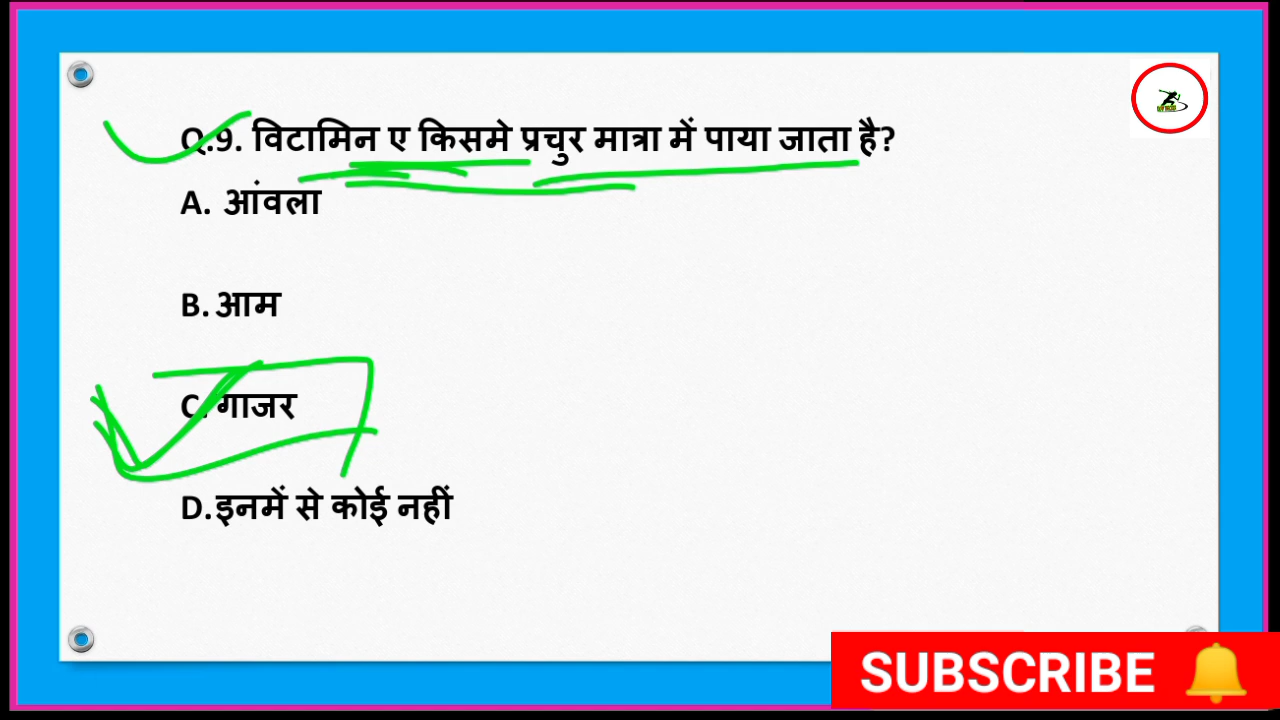 Q.9. विटामिन ए किसमे प्रचुर मात्रा में पाया जाता है?
A. आंवला
B. आम
C. गाजर
D. इनमें से कोई नहीं
SUBSCRIBE